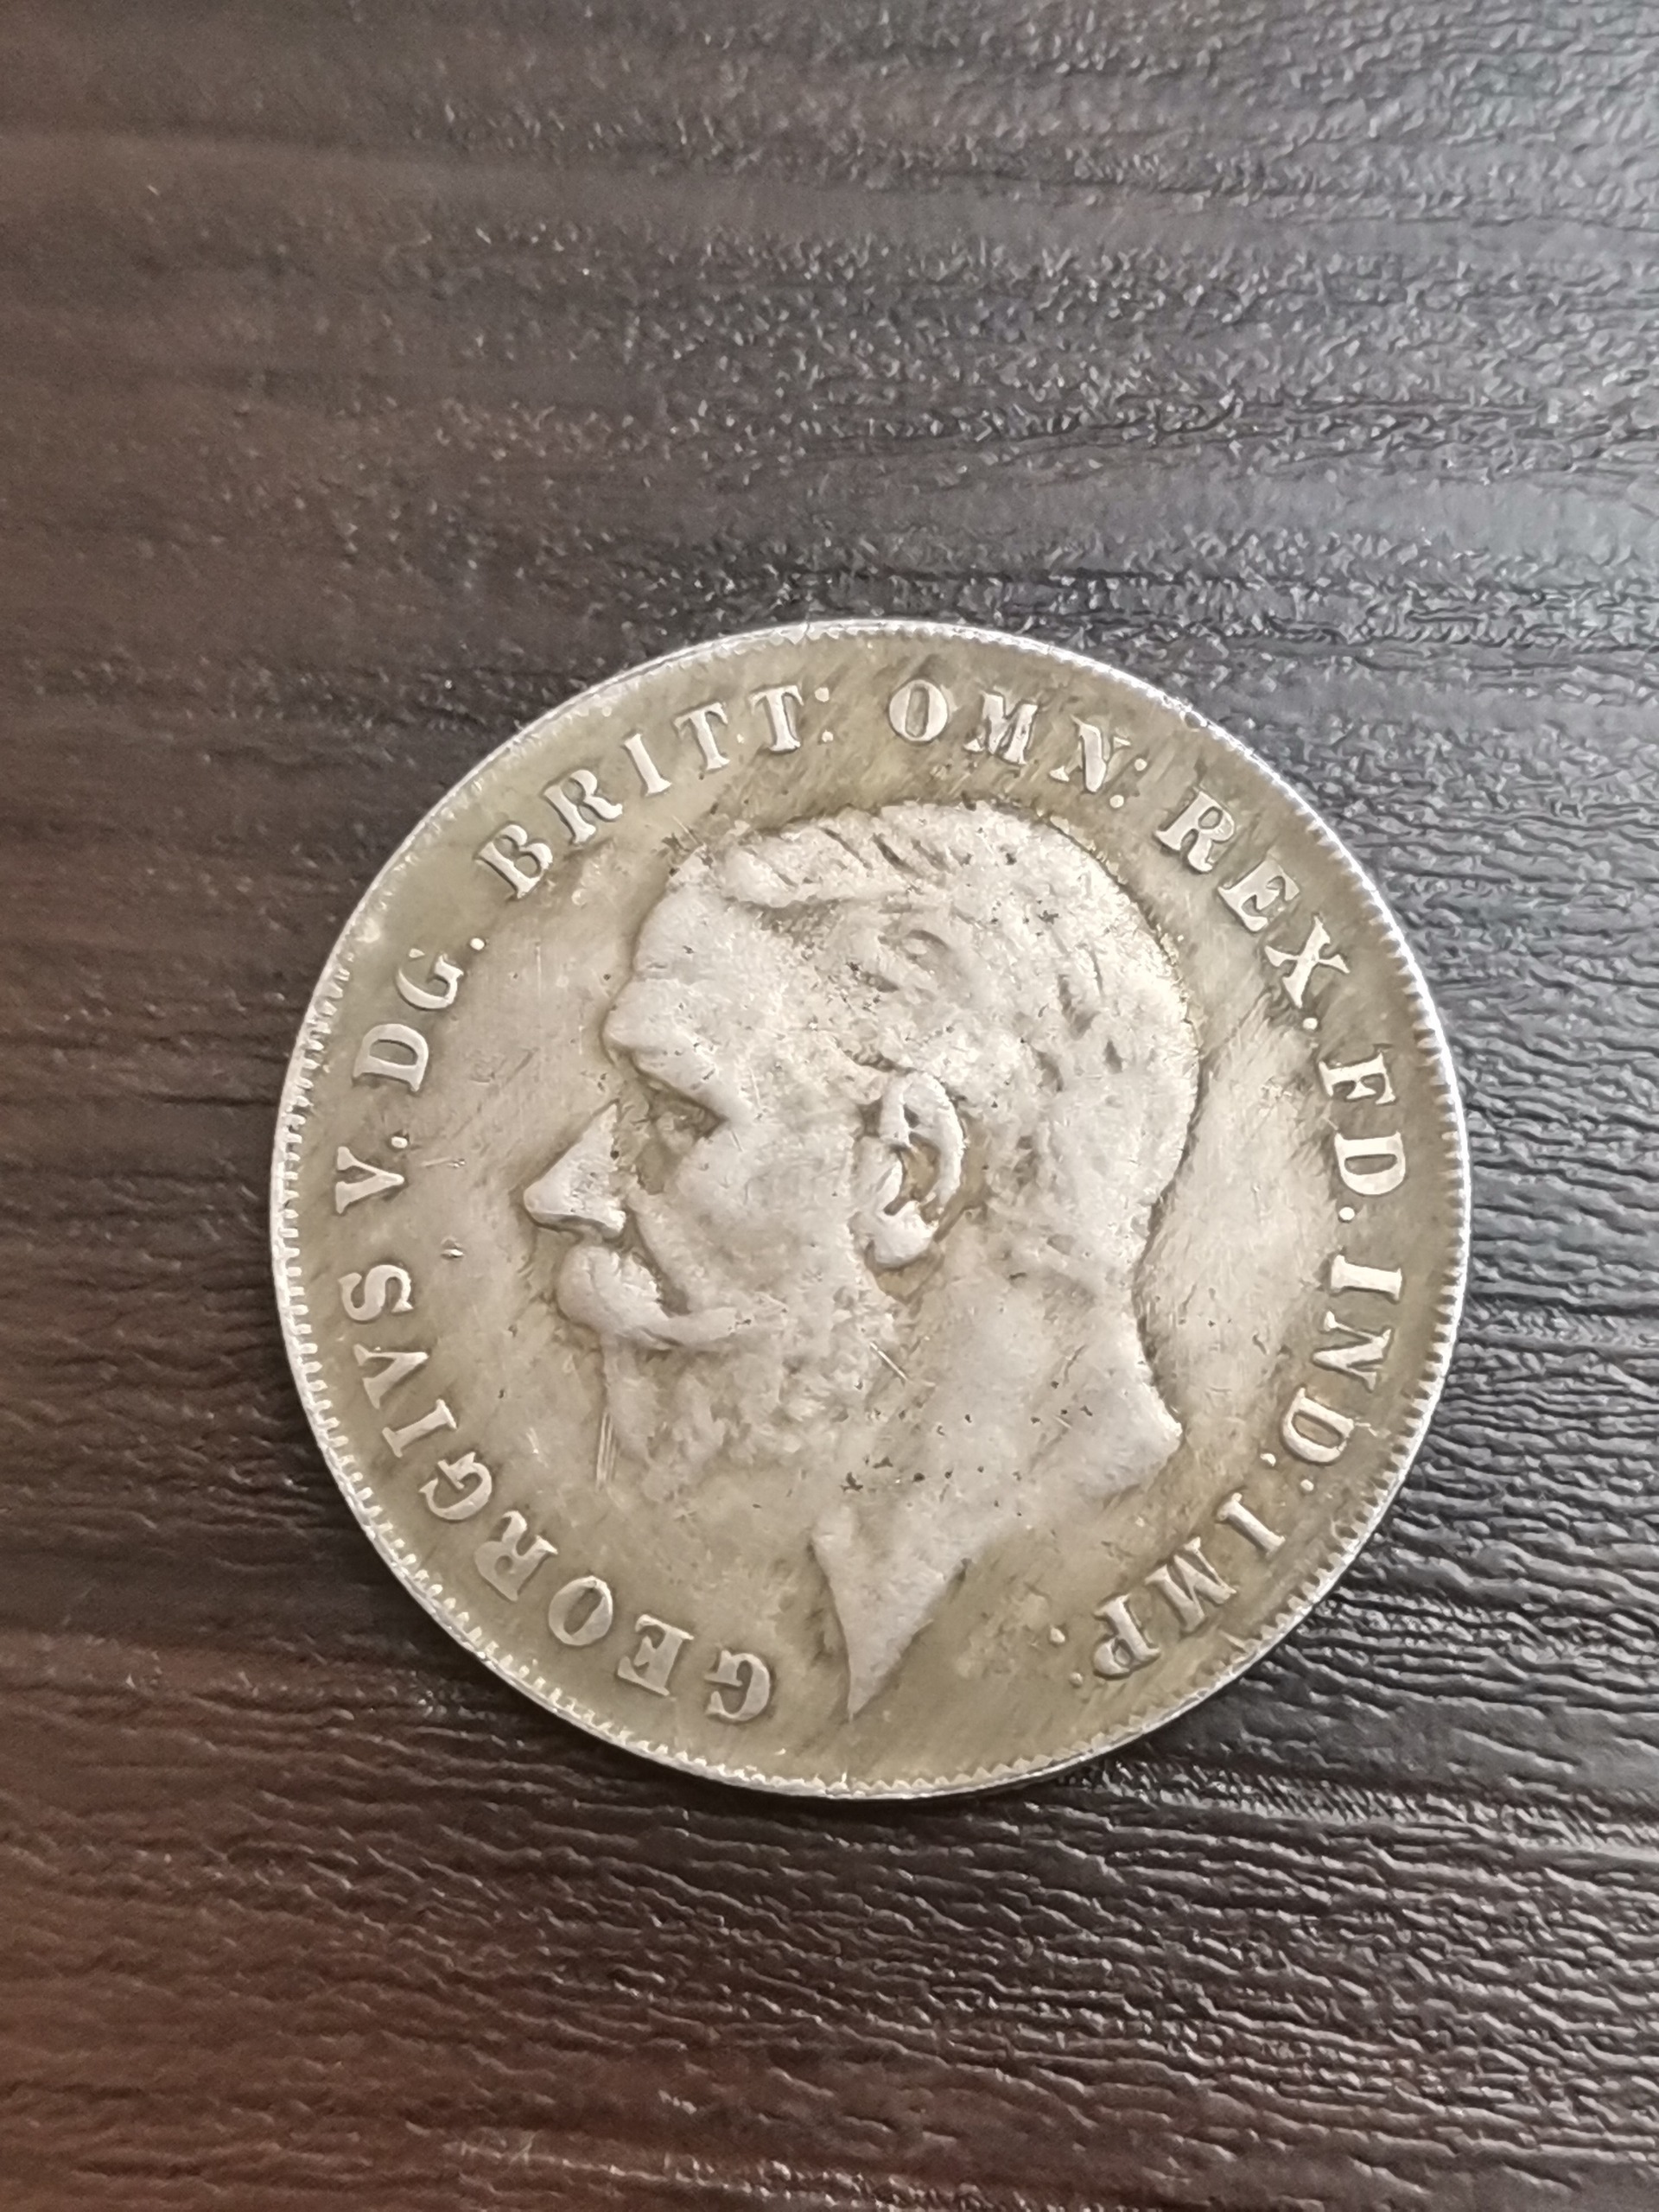 GEORGIVS V. DG. BRITT: OMN: REX. FD. IND: IMP: